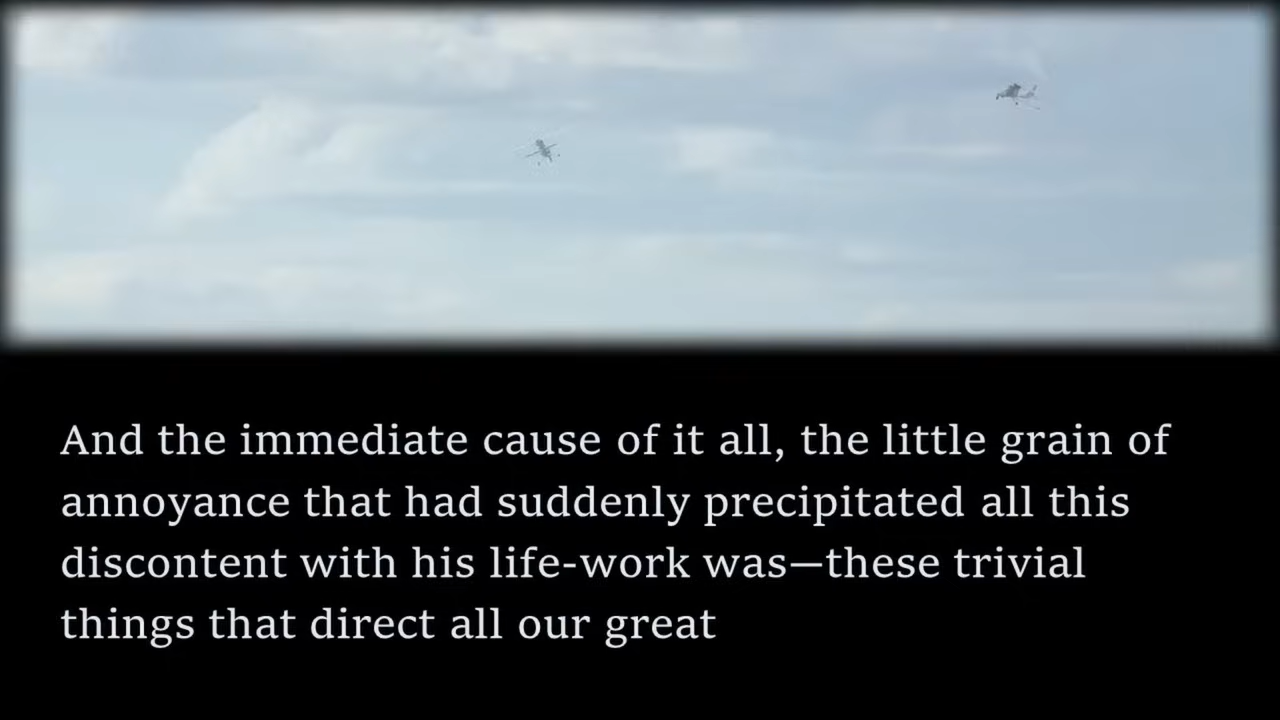 And the immediate cause of it all, the little grain of
annoyance that had suddenly precipitated all this
discontent with his life-work was—these trivial
things that direct all our great